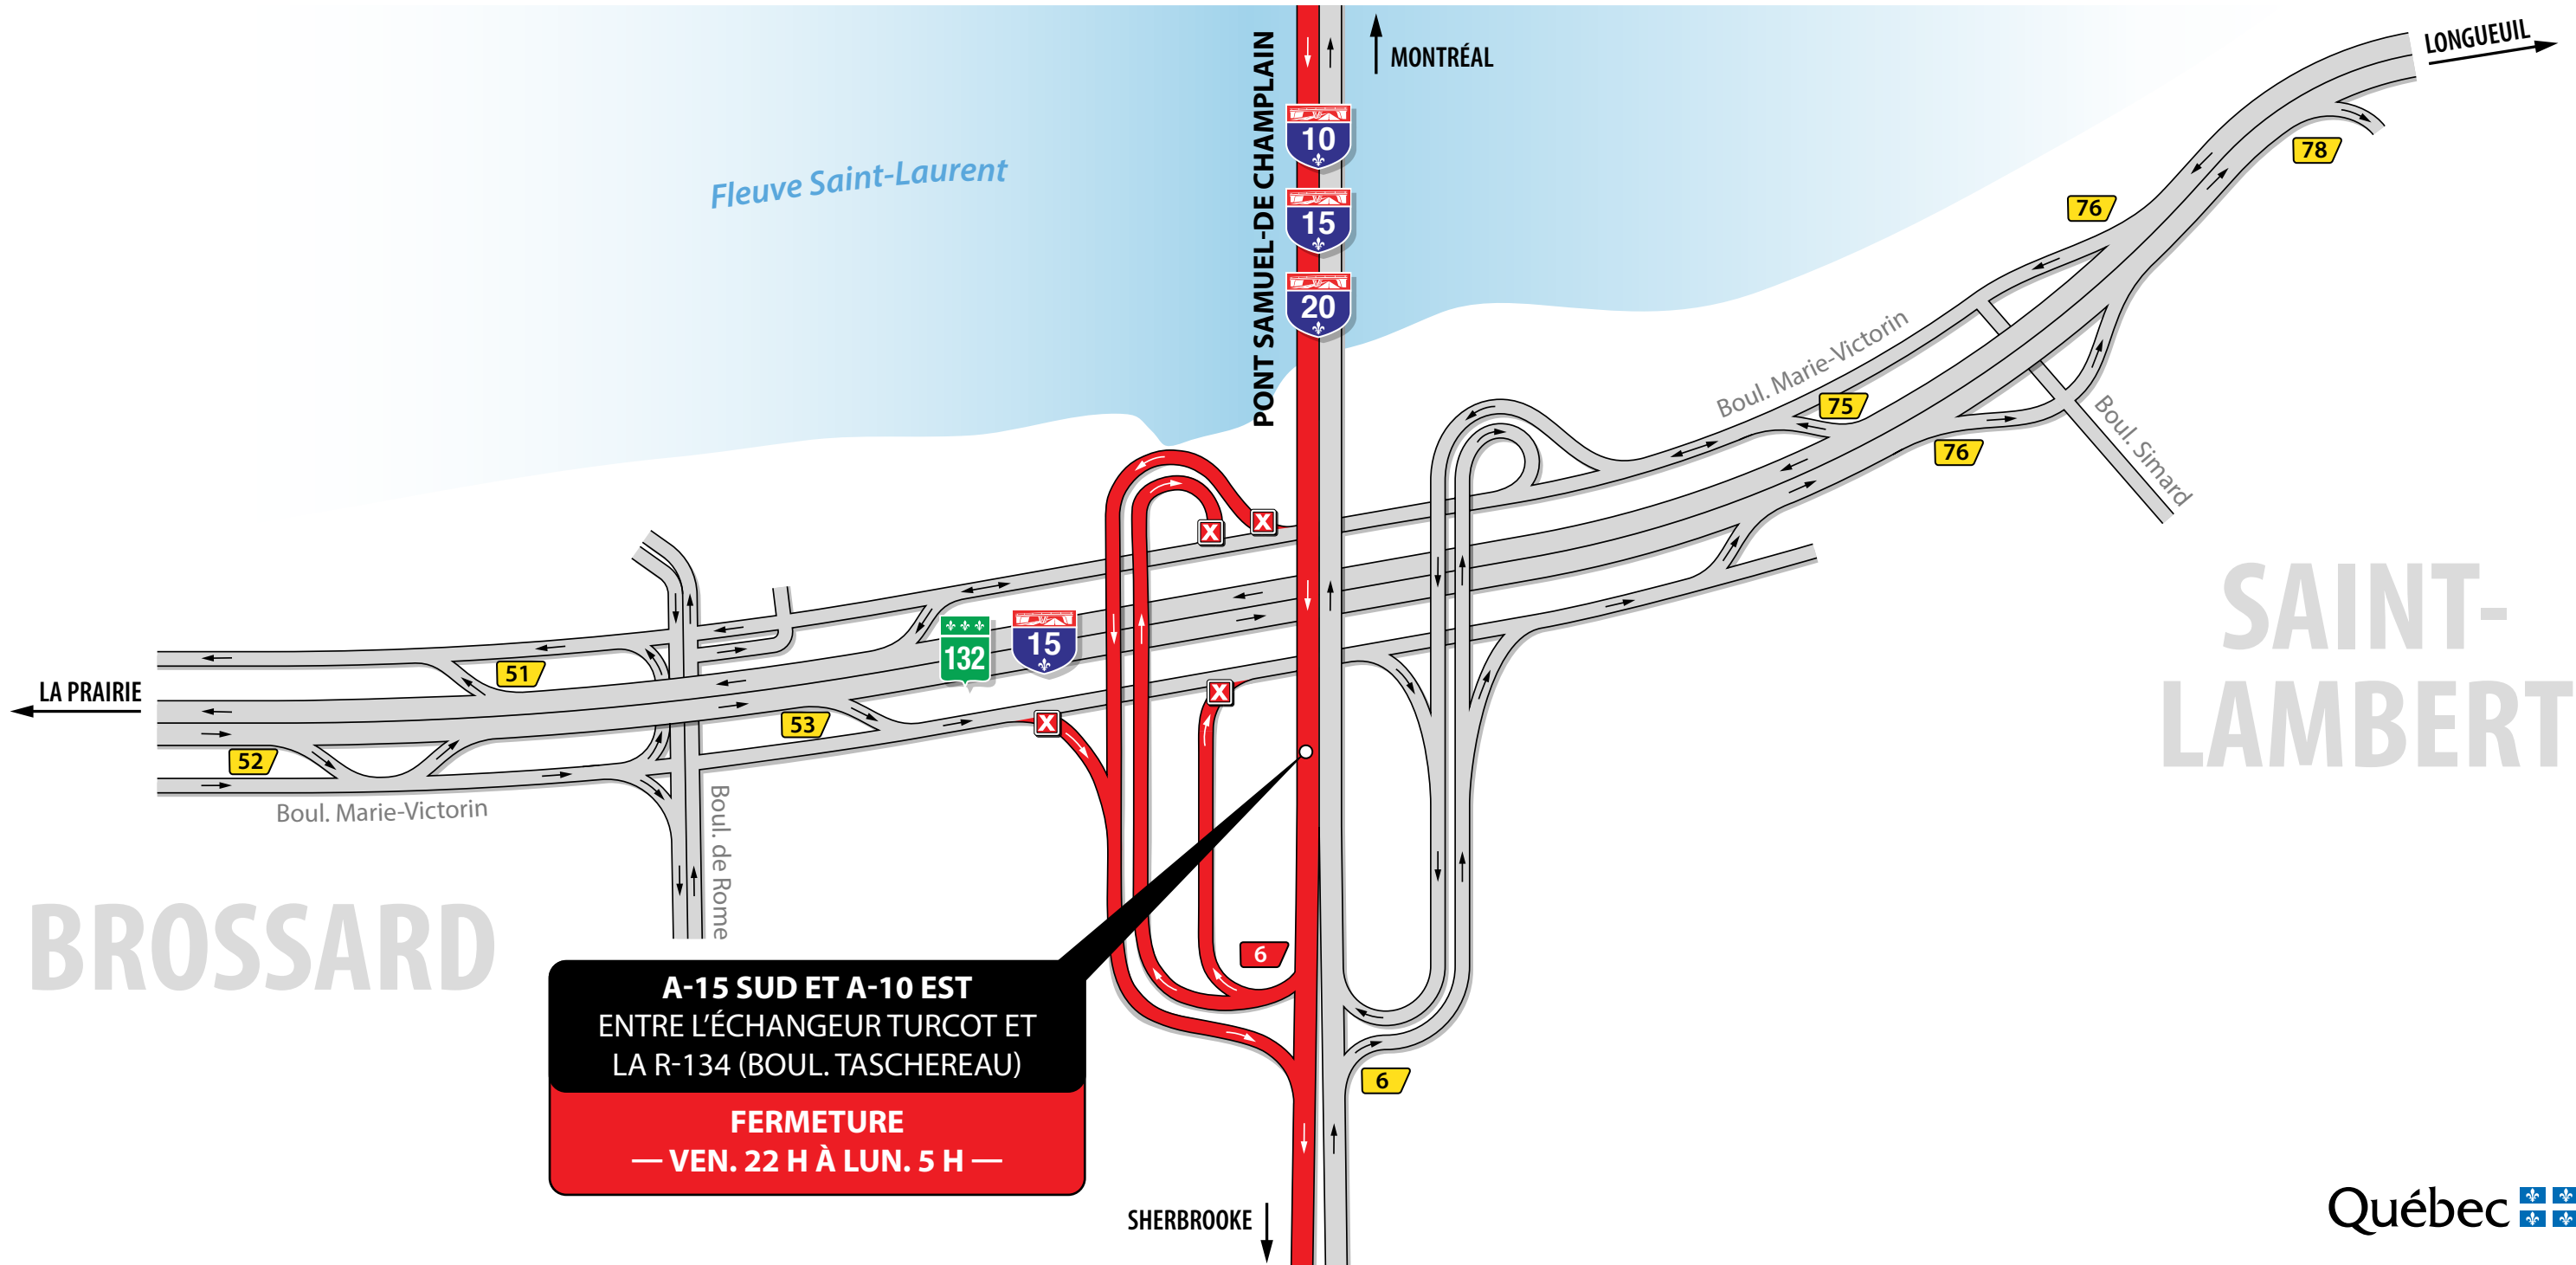 LONGUEUIL
MONTRÉAL
PONT SAMUEL-DE CHAMPLAIN
10
15
20
Fleuve Saint-Laurent
78
76
Boul. Marie-Victorin
75
76
Boul. Simard
SAINT-
LAMBERT
132
15
51
LA PRAIRIE
53
52
Boul. Marie-Victorin
Boul. de Rome
X
X
X
X
BROSSARD
6
6
A-15 SUD ET A-10 EST
ENTRE L’ÉCHANGEUR TURCOT ET
LA R-134 (BOUL. TASCHEREAU)
FERMETURE
— VEN. 22 H À LUN. 5 H —
SHERBROOKE
Québec